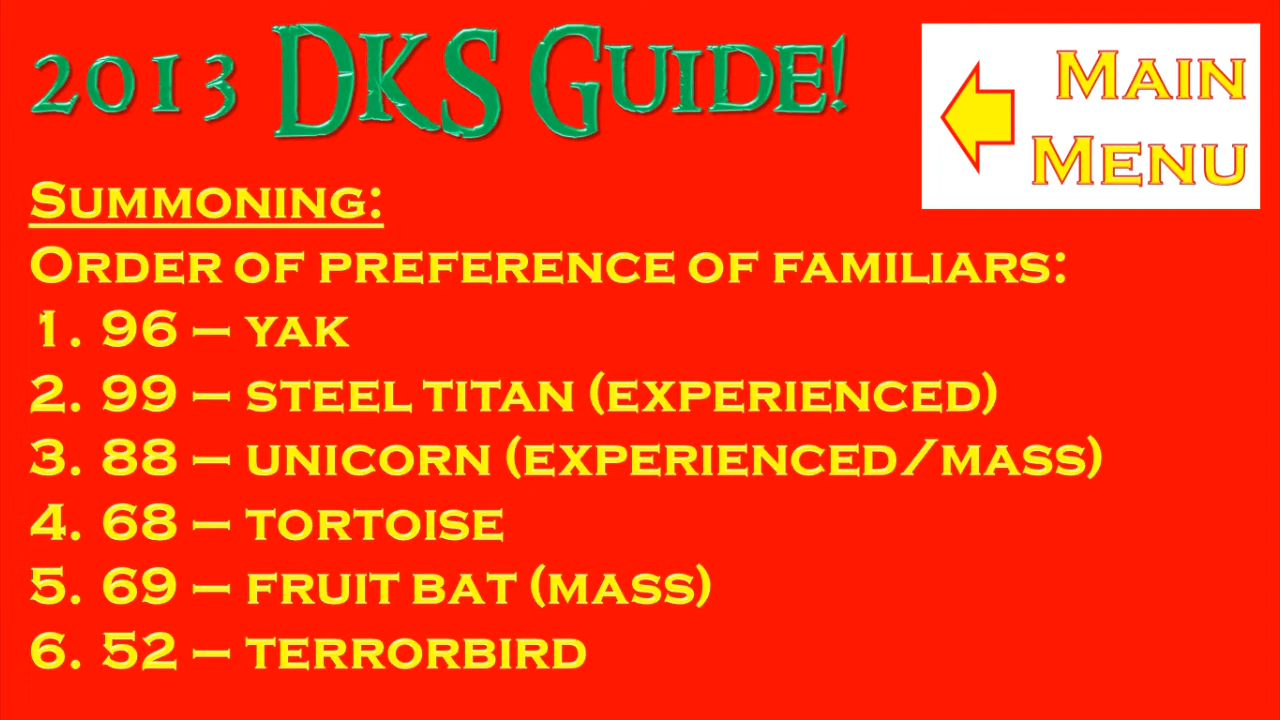 2013 DKS GUIDE!
MAIN
MENU
SUMMONING:
ORDER OF PREFERENCE OF FAMILIARS:
1. 96 – YAK
2. 99 – STEEL TITAN (EXPERIENCED)
3. 88 – UNICORN (EXPERIENCED/MASS)
4. 68 – TORTOISE
5. 69 – FRUIT BAT (MASS)
6. 52 – TERRORBIRD